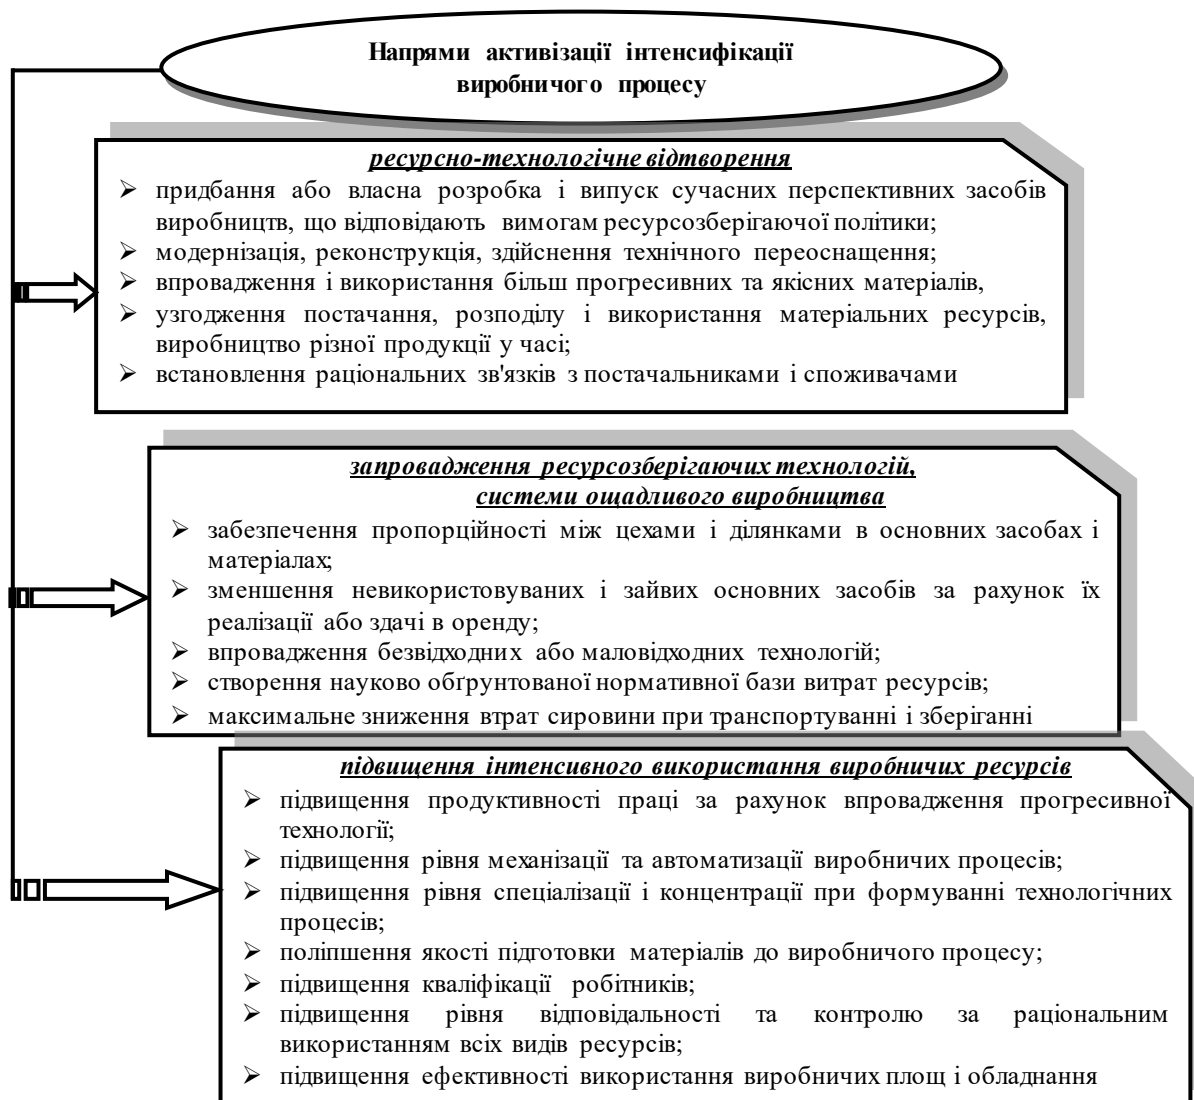 Напрями активізації інтенсифікації
виробничого процесу
ресурсно-технологічне відтворення
➢ придбання або власна розробка і випуск сучасних перспективних засобів
виробництв, що відповідають вимогам ресурсозберігаючої політики;
➢ модернізація, реконструкція, здійснення технічного переоснащення;
➢ впровадження і використання більш прогресивних та якісних матеріалів,
➢ узгодження постачання, розподілу і використання матеріальних ресурсів,
виробництво різної продукції у часі;
➢ встановлення раціональних зв'язків з постачальниками і споживачами
запровадження ресурсозберігаючих технологій,
системи ощадливого виробництва
➢ забезпечення пропорційності між цехами і ділянками в основних засобах і
матеріалах;
➢ зменшення невикористовуваних і зайвих основних засобів за рахунок їх
реалізації або здачі в оренду;
➢ впровадження безвідходних або маловідходних технологій;
➢ створення науково обґрунтованої нормативної бази витрат ресурсів;
➢ максимальне зниження втрат сировини при транспортуванні і зберіганні
підвищення інтенсивного використання виробничих ресурсів
➢ підвищення продуктивності праці за рахунок впровадження прогресивної
технології;
➢ підвищення рівня механізації та автоматизації виробничих процесів;
➢ підвищення рівня спеціалізації і концентрації при формуванні технологічних
процесів;
➢ поліпшення якості підготовки матеріалів до виробничого процесу;
➢ підвищення кваліфікації робітників;
➢ підвищення рівня відповідальності та контролю за раціональним
використанням всіх видів ресурсів;
➢ підвищення ефективності використання виробничих площ і обладнання